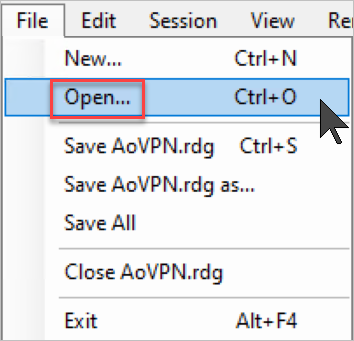 File Edit Session View
New... Ctrl+N
Open... Ctrl+O
Save AoVPN.rdg Ctrl+S
Save AoVPN.rdg as...
Save All
Close AoVPN.rdg
Exit Alt+F4